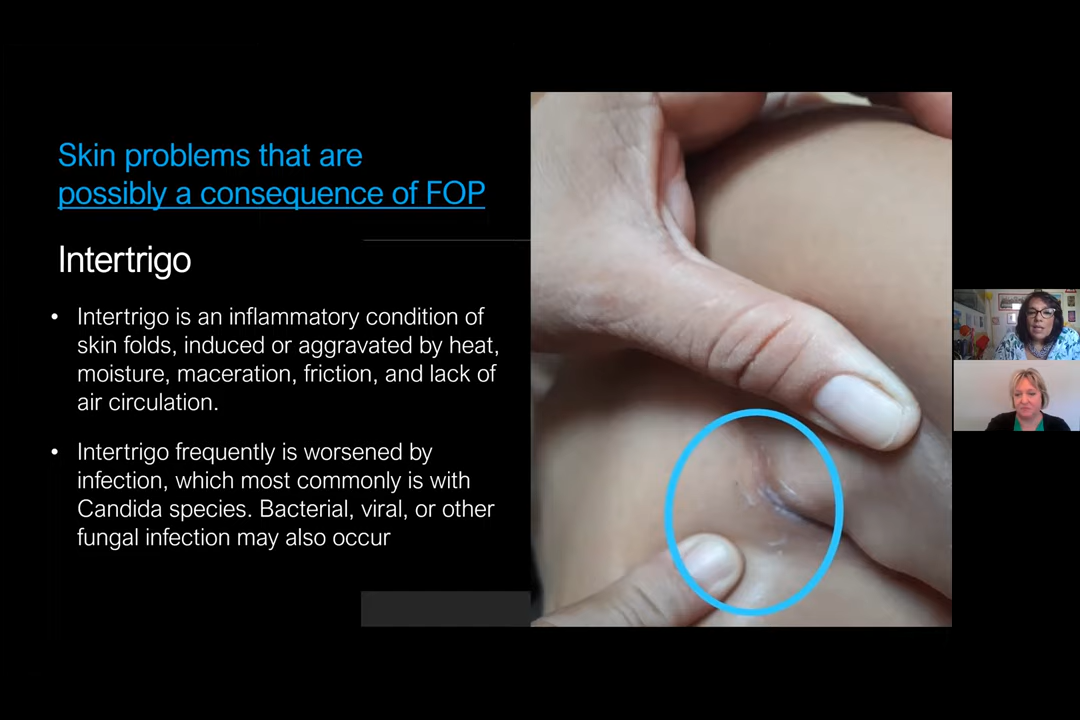 Skin problems that are
possibly a consequence of FOP
Intertrigo
• Intertrigo is an inflammatory condition of
skin folds, induced or aggravated by heat,
moisture, maceration, friction, and lack of
air circulation.
• Intertrigo frequently is worsened by
infection, which most commonly is with
Candida species. Bacterial, viral, or other
fungal infection may also occur